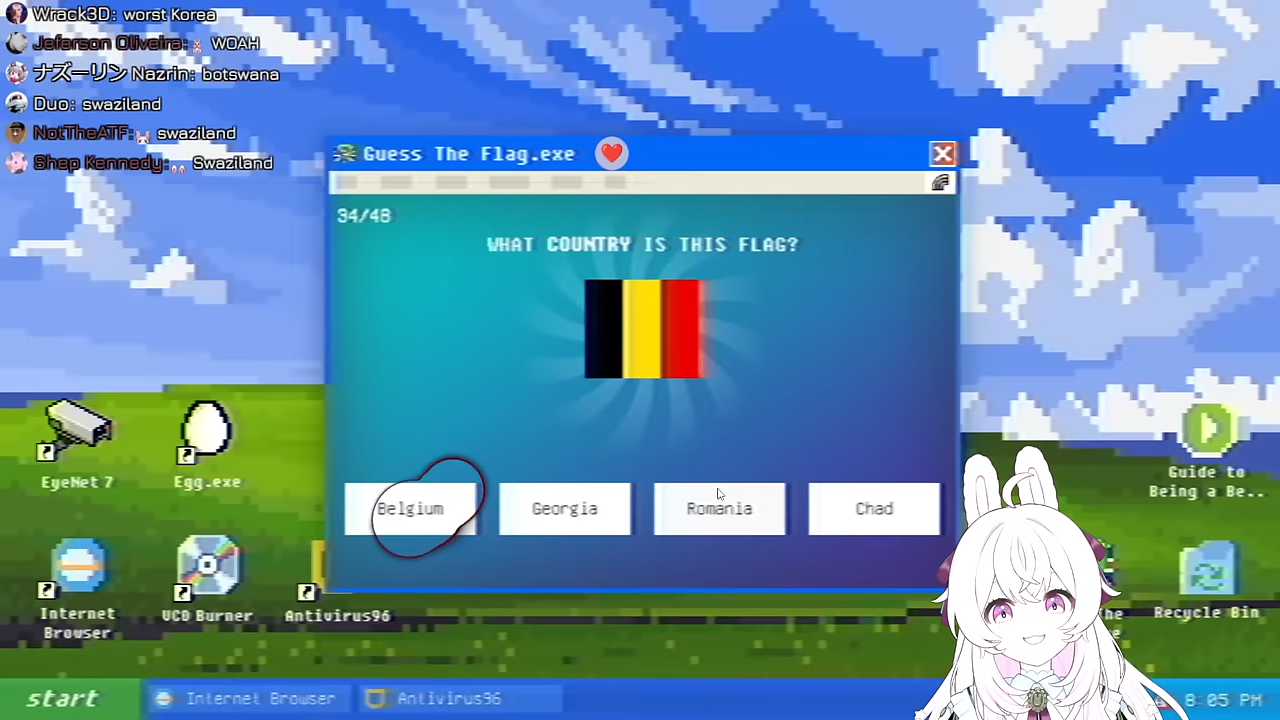 Wrack3D: worst Korea
Jeferson Oliveira: WOAH
ナズーリン Nazrin: botswana
Duo: swaziland
NotTheATF: swaziland
Shep Kennedy: Swaziland
Guess The Flag.exe
34/48
WHAT COUNTRY IS THIS FLAG?
Belgium
Georgia
Romania
Chad
EyeNet 7
Egg.exe
Guide to
Being a Be..
Internet
Browser
VCD Burner
Antivirus96
Recycle Bin
start
Internet Browser
Antivirus96
8:05 PM